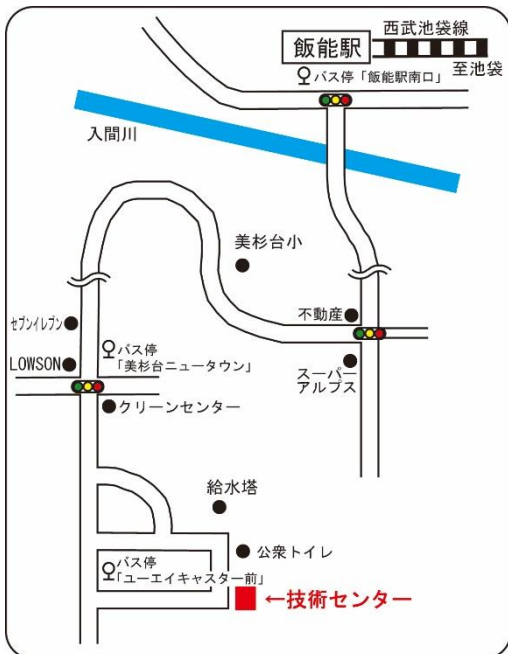 西武池袋線
飯能駅
至池袋
バス停「飯能駅南口」
入間川
美杉台小
不動産
セブンイレブン
バス停
「美杉台ニュータウン」
LOWSON
スーパー
アルプス
クリーンセンター
給水塔
公衆トイレ
バス停
「ユーエイキャスター前」
←技術センター